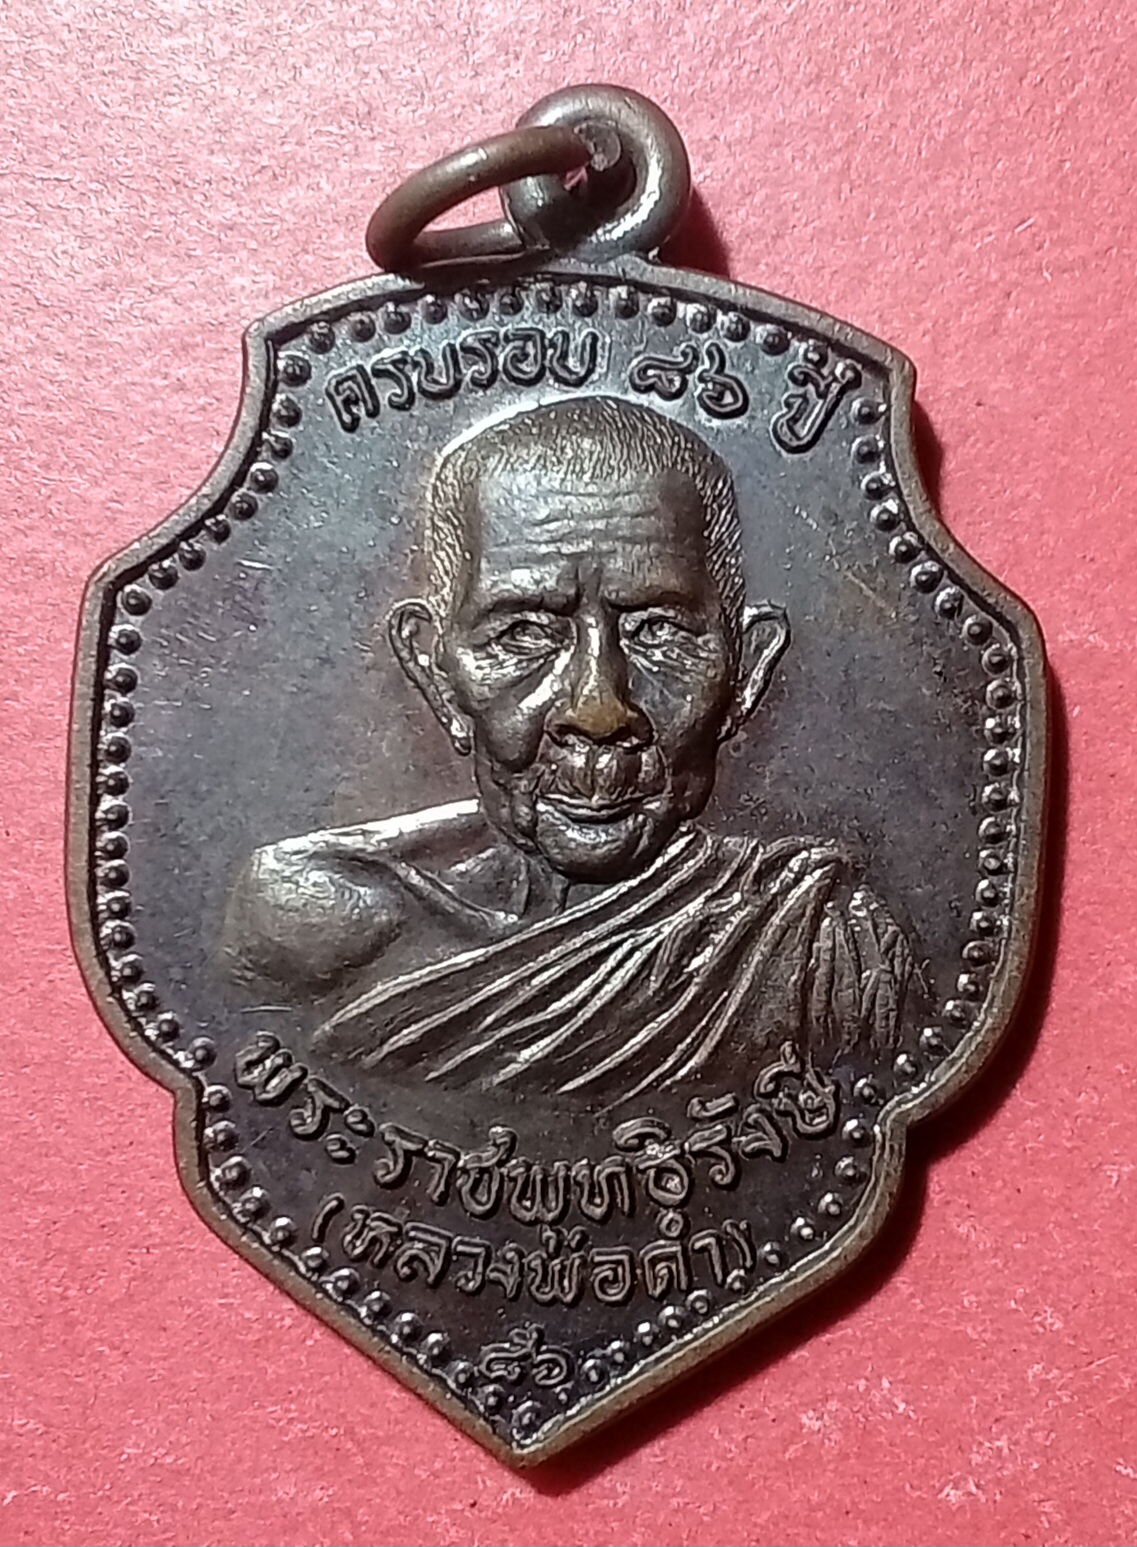 ครบรอบ ๘๖ ปี
พระราชพุทธิรังษี
(หลวงพ่อดำ)
๘๖